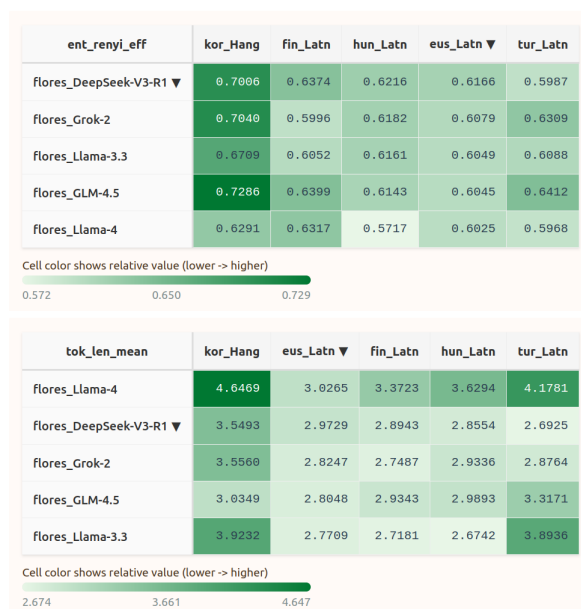 ent_renyi_eff kor_Hang fin_Latn hun_Latn eus_Latn ▼ tur_Latn
flores_DeepSeek-V3-R1 ▼ 0.7006 0.6374 0.6216 0.6166 0.5987
flores_Grok-2 0.7040 0.5996 0.6182 0.6079 0.6309
flores_Llama-3.3 0.6709 0.6052 0.6161 0.6049 0.6088
flores_GLM-4.5 0.7286 0.6399 0.6143 0.6045 0.6412
flores_Llama-4 0.6291 0.6317 0.5717 0.6025 0.5968
Cell color shows relative value (lower -> higher)
0.572 0.650 0.729
tok_len_mean kor_Hang eus_Latn ▼ fin_Latn hun_Latn tur_Latn
flores_Llama-4 4.6469 3.0265 3.3723 3.6294 4.1781
flores_DeepSeek-V3-R1 ▼ 3.5493 2.9729 2.8943 2.8554 2.6925
flores_Grok-2 3.5560 2.8247 2.7487 2.9336 2.8764
flores_GLM-4.5 3.0349 2.8048 2.9343 2.9893 3.3171
flores_Llama-3.3 3.9232 2.7709 2.7181 2.6742 3.8936
Cell color shows relative value (lower -> higher)
2.674 3.661 4.647